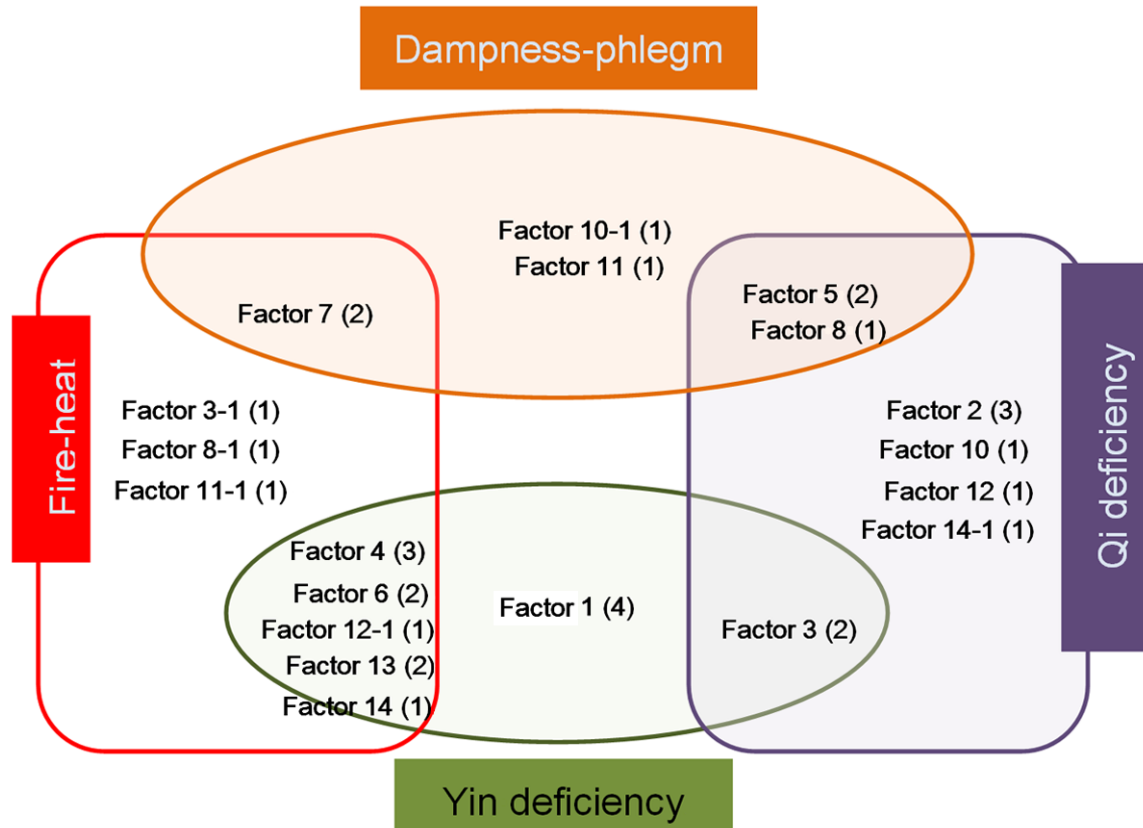 Dampness-phlegm
Factor 10-1 (1)
Factor 11 (1)
Factor 7 (2)
Factor 5 (2)
Factor 8 (1)
Fire-heat
Factor 3-1 (1)
Factor 8-1 (1)
Factor 11-1 (1)
Qi deficiency
Factor 2 (3)
Factor 10 (1)
Factor 12 (1)
Factor 14-1 (1)
Factor 4 (3)
Factor 6 (2)
Factor 12-1 (1)
Factor 13 (2)
Factor 14 (1)
Factor 1 (4)
Factor 3 (2)
Yin deficiency